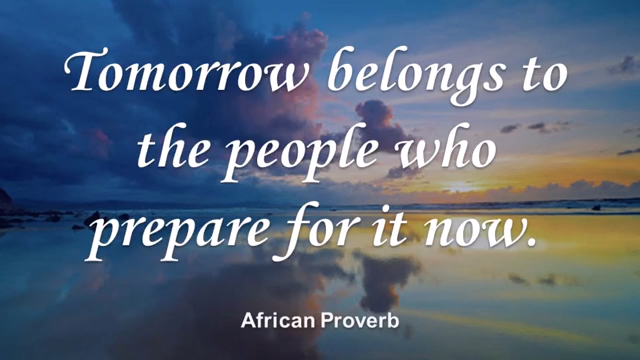 Tomorrow belongs to
the people who
prepare for it now.
African Proverb